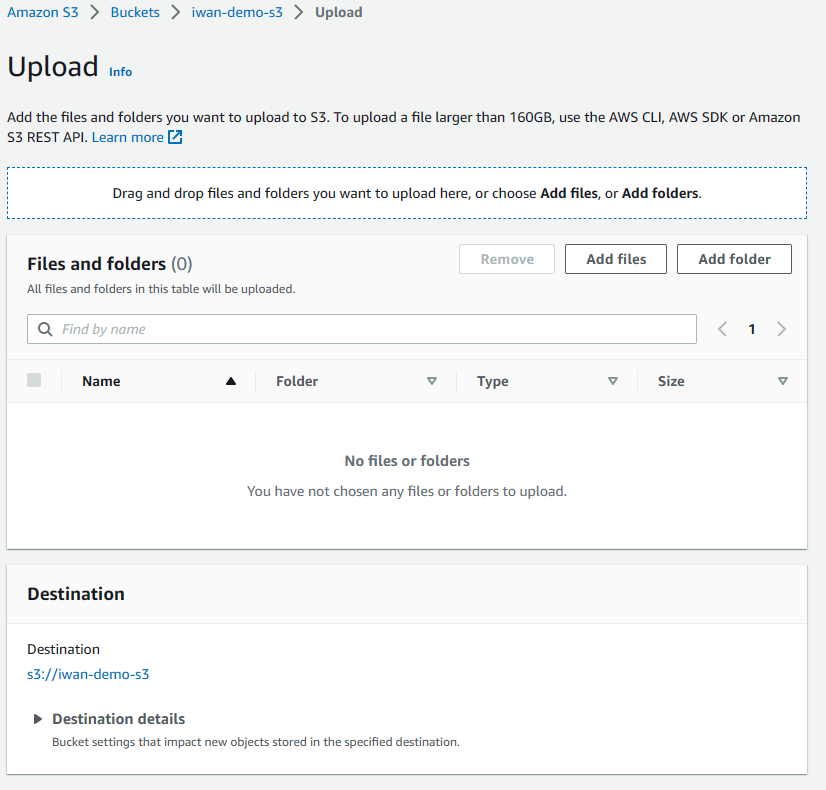 Amazon S3 > Buckets > iwan-demo-s3 > Upload
Upload Info
Add the files and folders you want to upload to S3. To upload a file larger than 160GB, use the AWS CLI, AWS SDK or Amazon
S3 REST API. Learn more
Drag and drop files and folders you want to upload here, or choose Add files, or Add folders.
Files and folders (0) Remove Add files Add folder
All files and folders in this table will be uploaded.
Find by name < 1 >
Name Folder Type Size
No files or folders
You have not chosen any files or folders to upload.
Destination
Destination
s3://iwan-demo-s3
Destination details
Bucket settings that impact new objects stored in the specified destination.